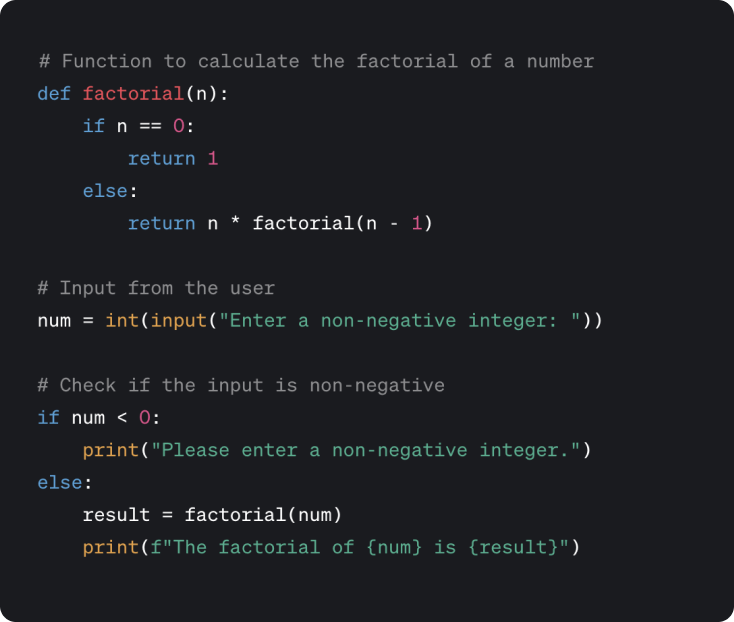 # Function to calculate the factorial of a number
def factorial(n):
    if n == 0:
        return 1
    else:
        return n * factorial(n - 1)

# Input from the user
num = int(input("Enter a non-negative integer: "))

# Check if the input is non-negative
if num < 0:
    print("Please enter a non-negative integer.")
else:
    result = factorial(num)
    print(f"The factorial of {num} is {result}")